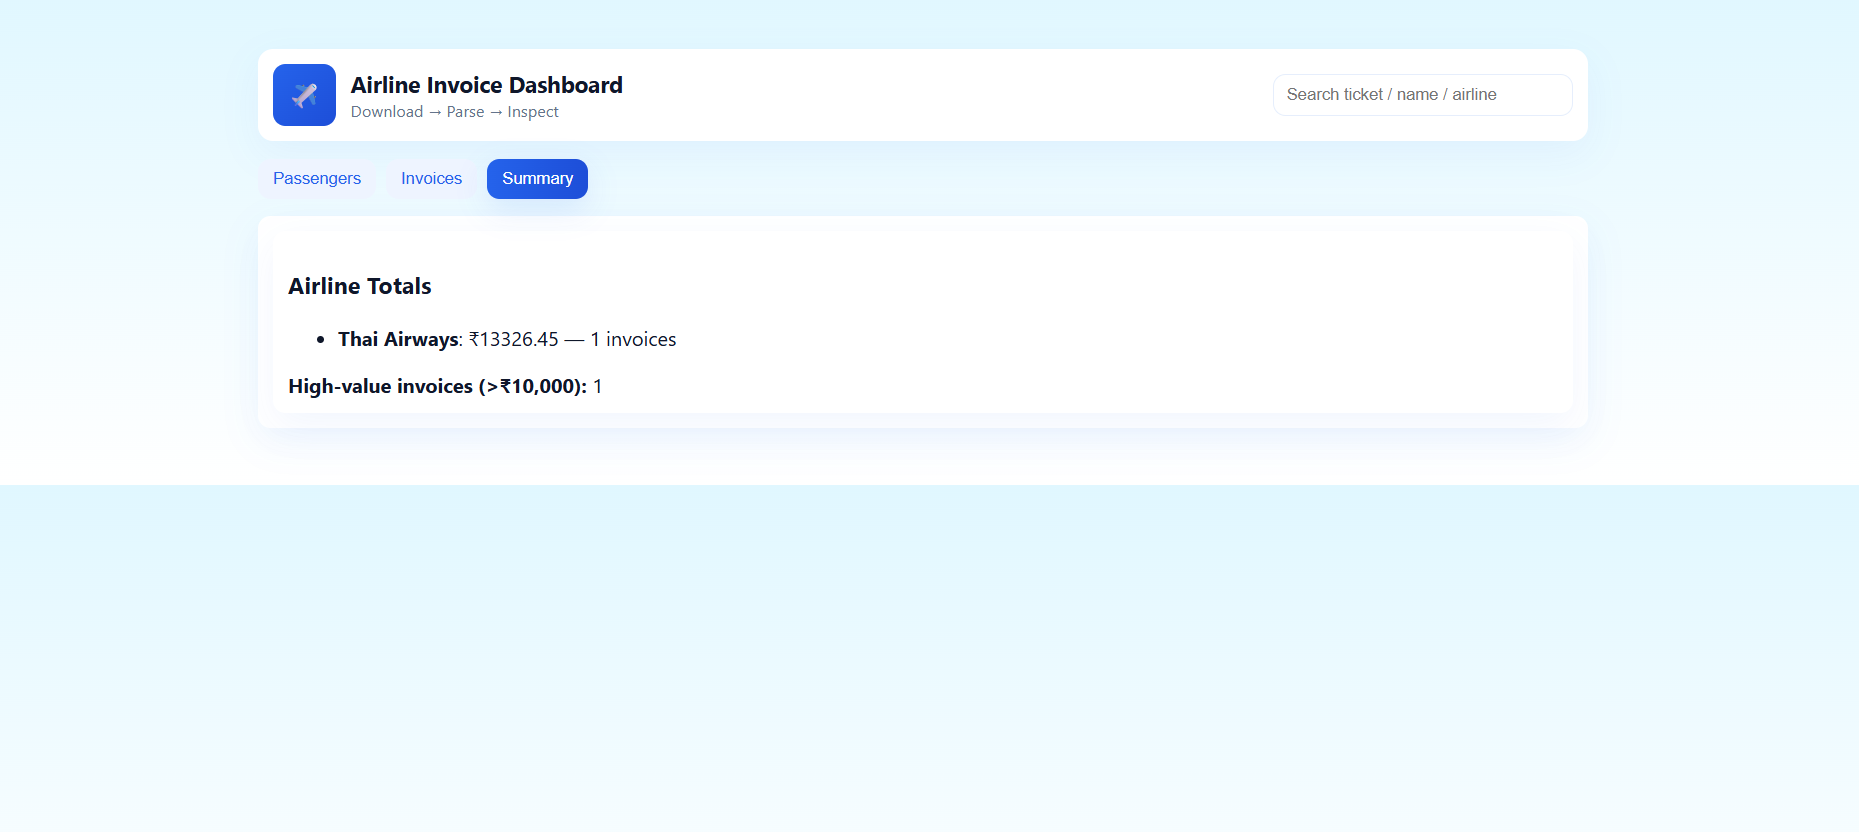 Airline Invoice Dashboard
Download → Parse → Inspect
Search ticket / name / airline
Passengers
Invoices
Summary
Airline Totals
• Thai Airways: ₹13326.45 — 1 invoices
High-value invoices (>₹10,000): 1